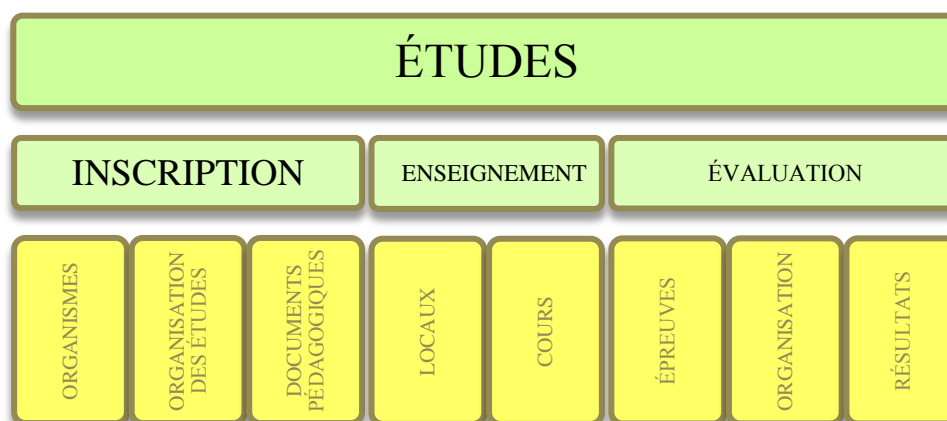 ÉTUDES
INSCRIPTION
ENSEIGNEMENT
ÉVALUATION
ORGANISMES
ORGANISATION
DES ÉTUDES
DOCUMENTS
PÉDAGOGIQUES
LOCAUX
COURS
ÉPREUVES
ORGANISATION
RÉSULTATS